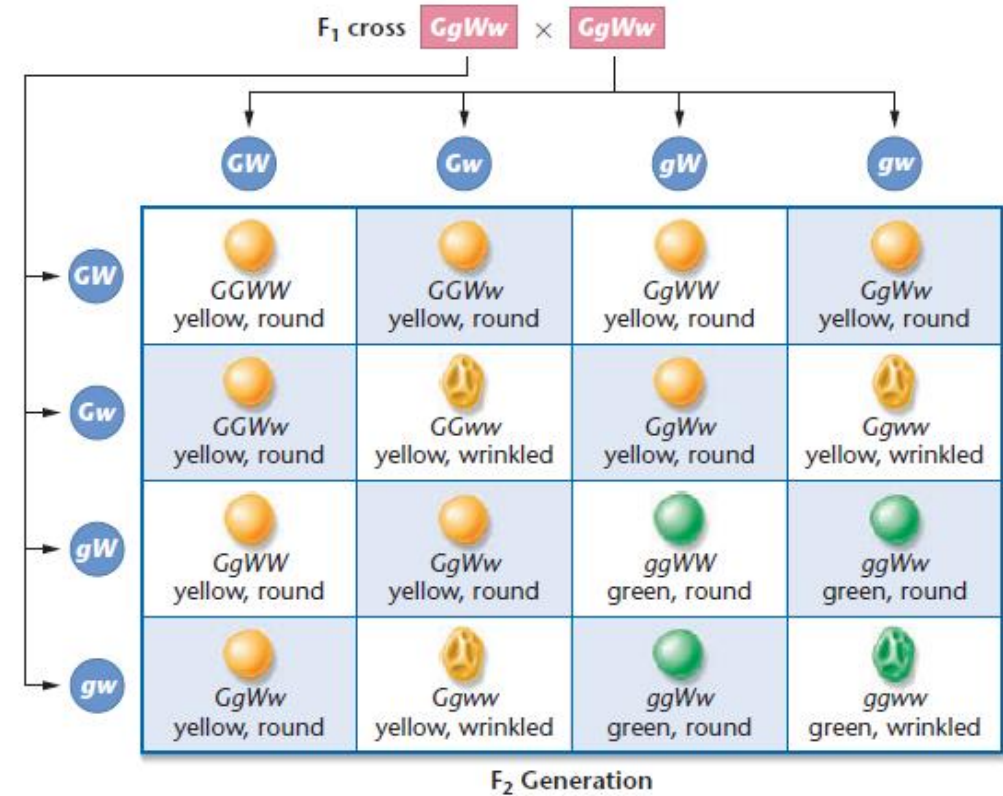 F₁ cross GgWw × GgWw
GW Gw gW gw
GW
GGWW GGWw GgWW GgWw
yellow, round yellow, round yellow, round yellow, round
Gw
GGWw GGww GgWw Ggww
yellow, round yellow, wrinkled yellow, round yellow, wrinkled
gW
GgWW GgWw ggWW ggWw
yellow, round yellow, round green, round green, round
gw
GgWw Ggww ggWw ggww
yellow, round yellow, wrinkled green, round green, wrinkled
F₂ Generation